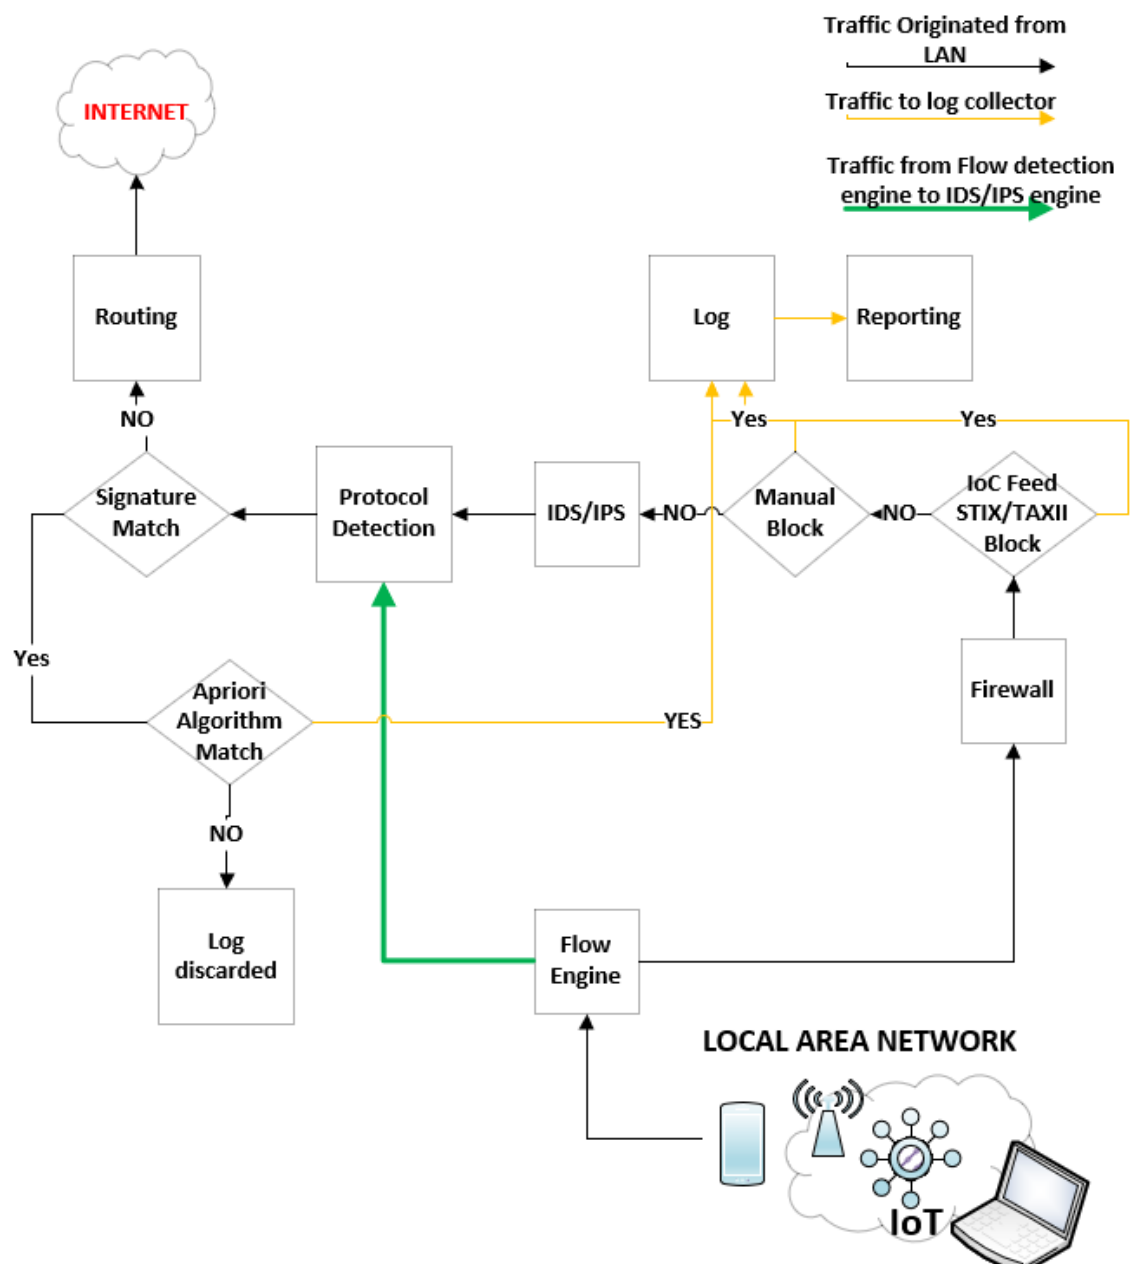 Traffic Originated from
LAN
Traffic to log collector
Traffic from Flow detection
engine to IDS/IPS engine
INTERNET
Routing
Log
Reporting
NO
Yes
Yes
Signature
Match
Protocol
Detection
IDS/IPS
NO
Manual
Block
NO
IoC Feed
STIX/TAXII
Block
Yes
Apriori
Algorithm
Match
YES
Firewall
NO
Log
discarded
Flow
Engine
LOCAL AREA NETWORK
IoT